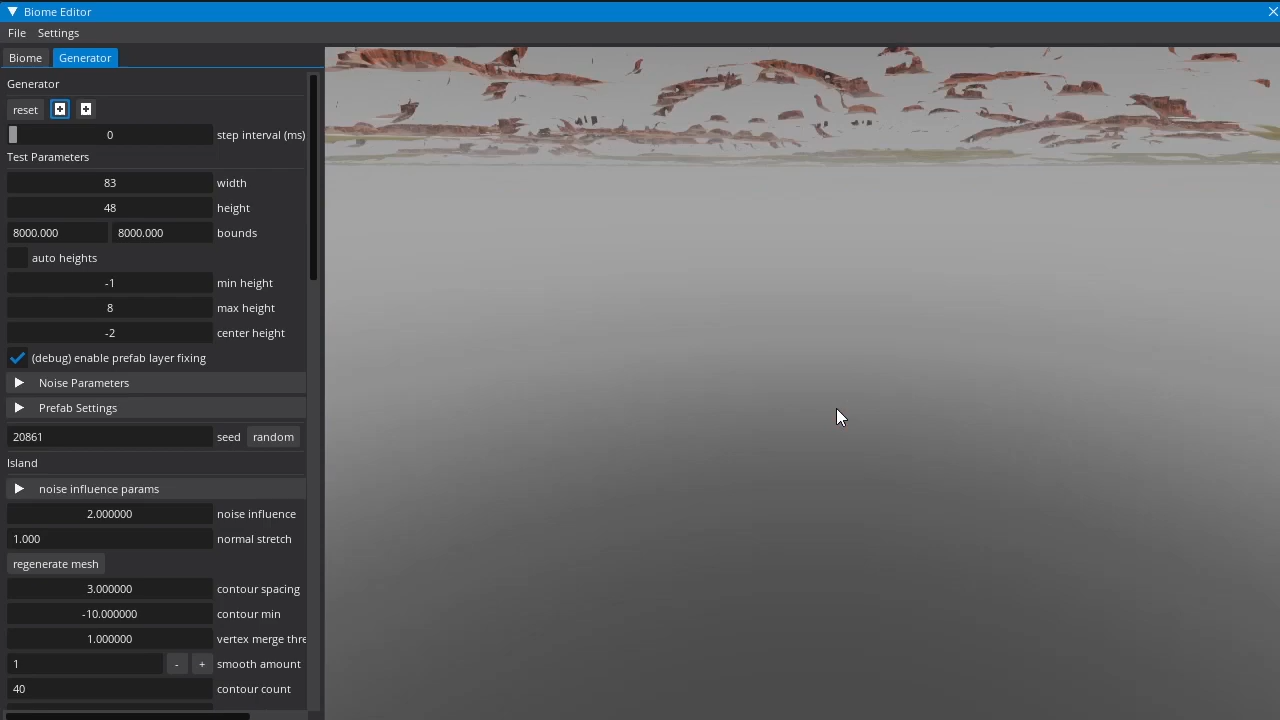 Biome Editor
File Settings
Biome Generator
Generator
reset
0 step interval (ms)
Test Parameters
83 width
48 height
8000.000 8000.000 bounds
auto heights
-1 min height
8 max height
-2 center height
(debug) enable prefab layer fixing
Noise Parameters
Prefab Settings
20861 seed random
Island
noise influence params
2.000000 noise influence
1.000 normal stretch
regenerate mesh
3.000000 contour spacing
-10.000000 contour min
1.000000 vertex merge thre
1 - + smooth amount
40 contour count